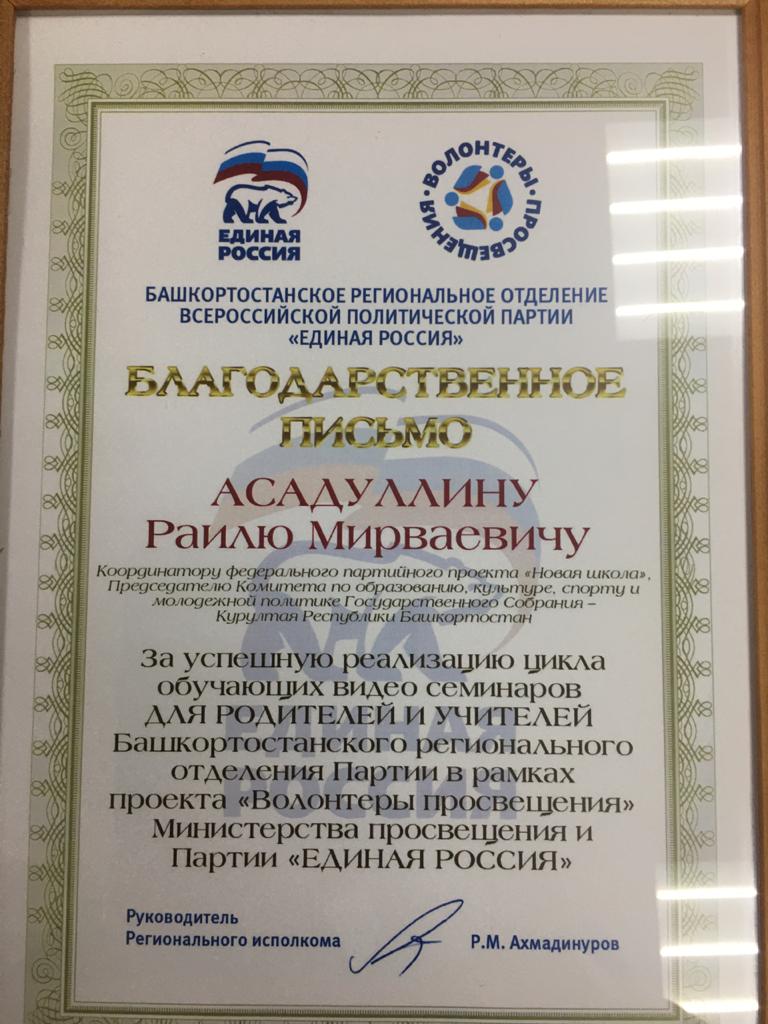 ЕДИНАЯ
РОССИЯ
ВОЛОНТЕРЫ • ПРОСВЕЩЕНИЯ •
БАШКОРТОСТАНСКОЕ РЕГИОНАЛЬНОЕ ОТДЕЛЕНИЕ
ВСЕРОССИЙСКОЙ ПОЛИТИЧЕСКОЙ ПАРТИИ
«ЕДИНАЯ РОССИЯ»
БЛАГОДАРСТВЕННОЕ
ПИСЬМО
АСАДУЛЛИНУ
Раилю Мирваевичу
Координатору федерального партийного проекта «Новая школа»,
Председателю Комитета по образованию, культуре, спорту и
молодежной политике Государственного Собрания –
Курултая Республики Башкортостан
За успешную реализацию цикла
обучающих видео семинаров
ДЛЯ РОДИТЕЛЕЙ И УЧИТЕЛЕЙ
Башкортостанского регионального
отделения Партии в рамках
проекта «Волонтеры просвещения»
Министерства просвещения и
Партии «ЕДИНАЯ РОССИЯ»
ЕДИНАЯ
РОССИЯ
Руководитель
Регионального исполкома
Р.М. Ахмадинуров